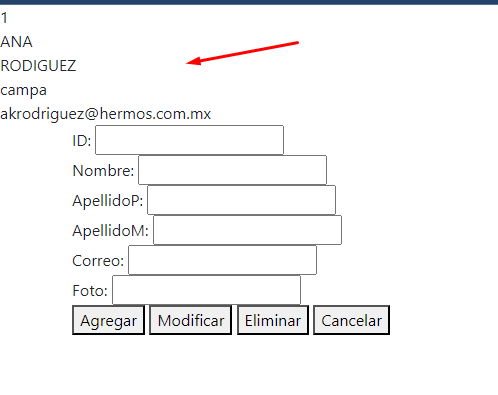 1
ANA
RODIGUEZ
campa
akrodriguez@hermos.com.mx
ID:
Nombre:
ApellidoP:
ApellidoM:
Correo:
Foto:
Agregar Modificar Eliminar Cancelar